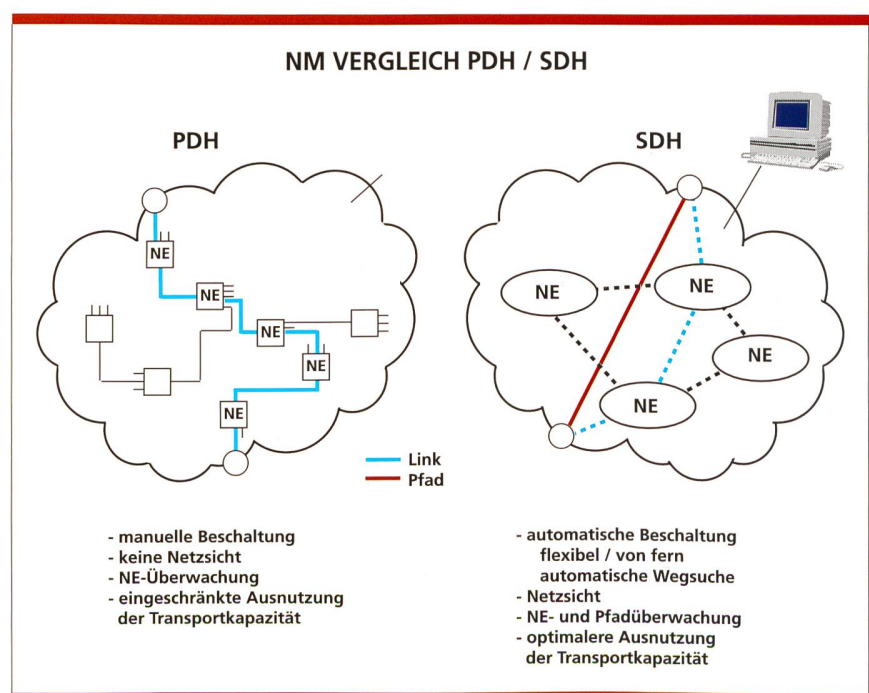 NM VERGLEICH PDH / SDH
PDH
NE
NE
NE
NE
NE
SDH
NE
NE
NE
NE
Link
Pfad
- manuelle Beschaltung
- keine Netzsicht
- NE-Überwachung
- eingeschränkte Ausnutzung
der Transportkapazität
- automatische Beschaltung
flexibel / von fern
automatische Wegsuche
- Netzsicht
- NE- und Pfadüberwachung
- optimalere Ausnutzung
der Transportkapazität